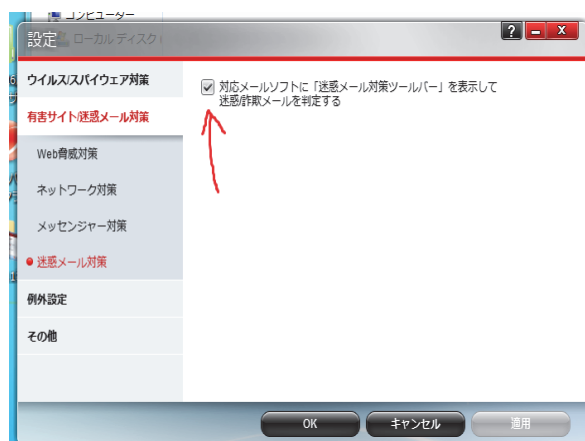 コンピューター
ローカル ディスク (
設定
?
ウイルス/スパイウェア対策
有害サイト/迷惑メール対策
Web脅威対策
ネットワーク対策
メッセンジャー対策
迷惑メール対策
例外設定
その他
対応メールソフトに「迷惑メール対策ツールバー」を表示して
迷惑/詐欺メールを判定する
OK
キャンセル
適用